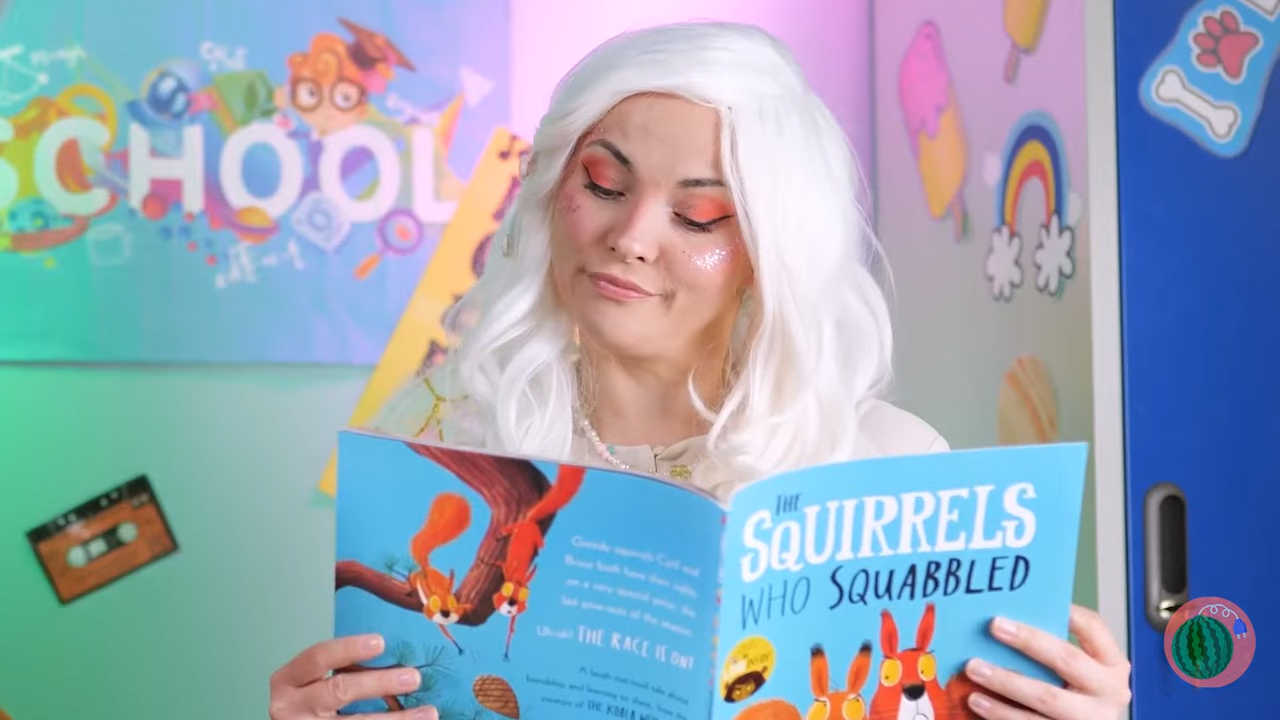 SCHOOL
THE
SQUIRRELS
WHO SQUABBLED
Greedy squirrels Cyril and
Bruce both have their sights
on a very special prize: the
last pine-nuts of the season.
Uh-oh! THE RACE IS ON!
A laugh-out-loud tale about
friendship and learning to share, from the
creators of THE KOALA WHO